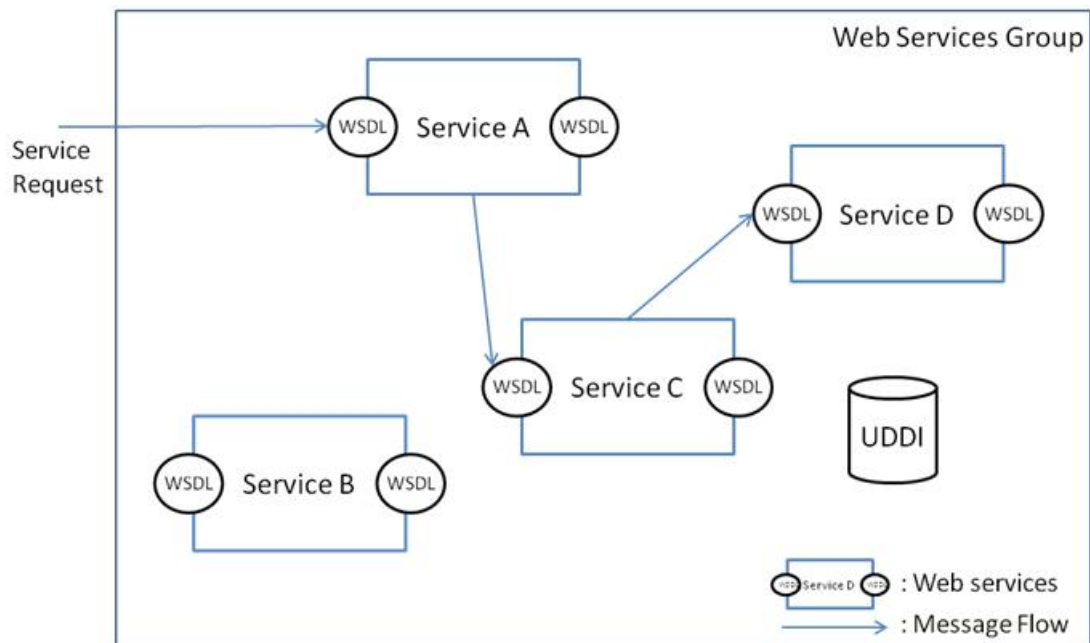 Web Services Group
WSDL Service A WSDL
Service
Request
WSDL Service D WSDL
WSDL Service C WSDL
UDDI
WSDL Service B WSDL
Service D : Web services
: Message Flow